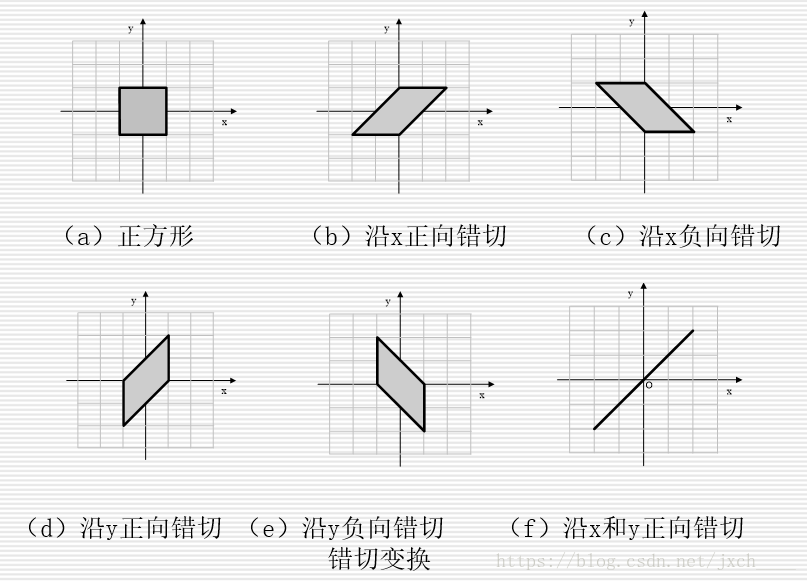 y
y
y
x
x
x
（a）正方形
（b）沿x正向错切
（c）沿x负向错切
y
y
y
x
x
O
x
（d）沿y正向错切
（e）沿y负向错切
（f）沿x和y正向错切
错切变换
https://blog.csdn.net/jxch